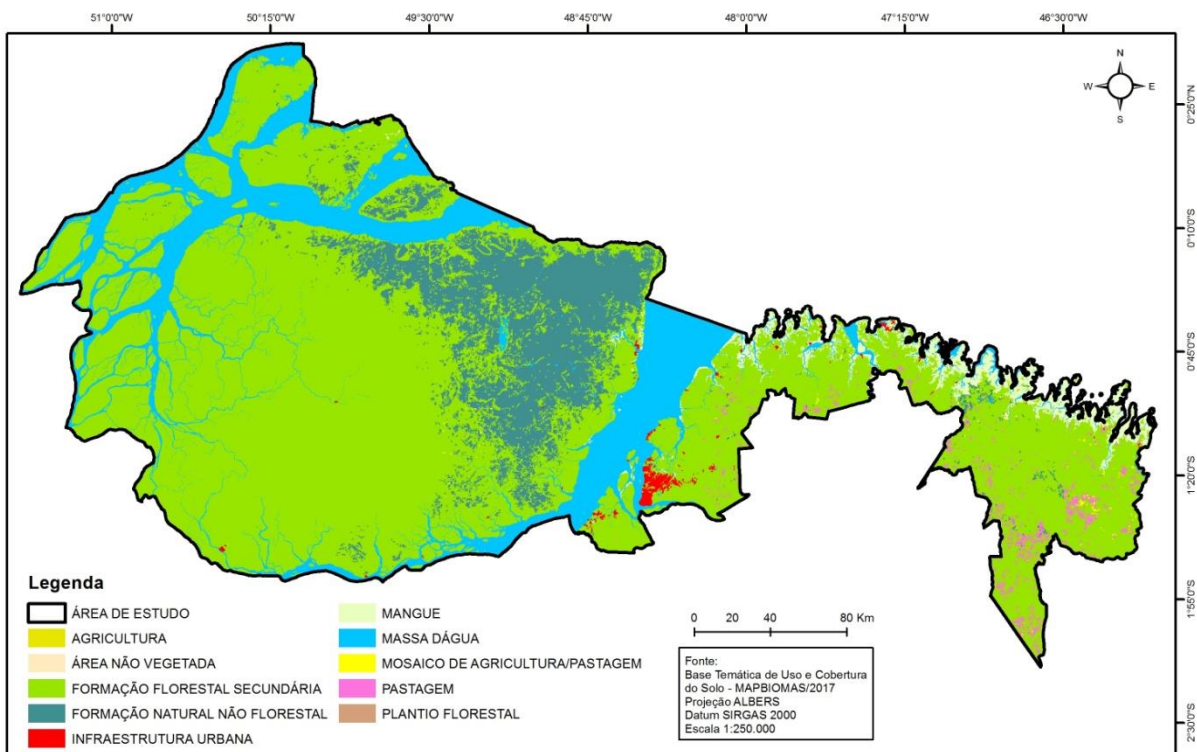 51°0'0"W 50°15'0"W 49°30'0"W 48°45'0"W 48°0'0"W 47°15'0"W 46°30'0"W
N
W E
S
0°25'0"N
0°10'0"S
0°45'0"S
1°20'0"S
1°55'0"S
2°30'0"S
Legenda
ÁREA DE ESTUDO
AGRICULTURA
ÁREA NÃO VEGETADA
FORMAÇÃO FLORESTAL SECUNDÁRIA
FORMAÇÃO NATURAL NÃO FLORESTAL
INFRAESTRUTURA URBANA
MANGUE
MASSA DÁGUA
MOSAICO DE AGRICULTURA/PASTAGEM
PASTAGEM
PLANTIO FLORESTAL
0 20 40 80 Km
Fonte:
Base Temática de Uso e Cobertura
do Solo - MAPBIOMAS/2017
Projeção ALBERS
Datum SIRGAS 2000
Escala 1:250.000